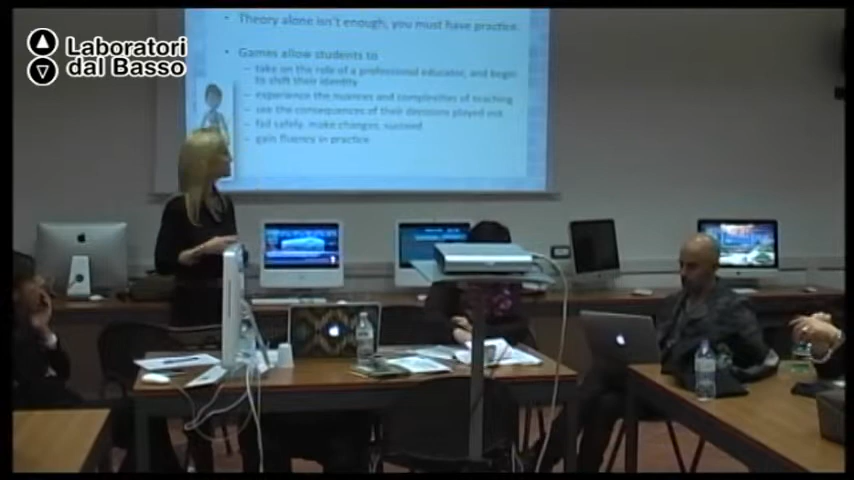 Laboratori
dal Basso
• Theory alone isn't enough, you must have practice.
• Games allow students to
– take on the role of a professional educator, and begin
to shift their identity
– experience the nuances and complexities of teaching
– see the consequences of their decisions played out
– fail safely, make changes, succeed
– gain fluency in practice